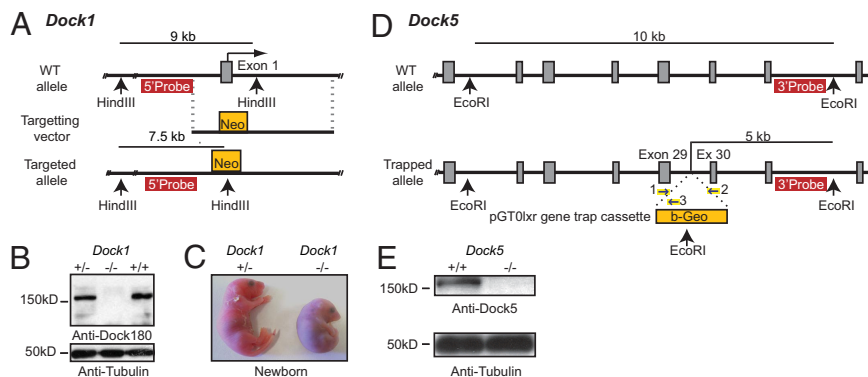 A Dock1
9 kb
Exon 1
WT allele
5'Probe
HindIII HindIII
Targetting vector
Neo
7.5 kb
Targeted allele
Neo
5'Probe
HindIII HindIII
B Dock1
+/- -/- +/+
150kD
Anti-Dock180
50kD
Anti-Tubulin
C Dock1 Dock1
+/- -/-
Newborn
D Dock5
10 kb
WT allele
3'Probe
EcoRI EcoRI
5 kb
Exon 29 Ex 30
Trapped allele
3'Probe
EcoRI 1 3 2 EcoRI
pGT0lxr gene trap cassette
b-Geo
EcoRI
E Dock5
+/+ -/-
150kD
Anti-Dock5
50kD
Anti-Tubulin